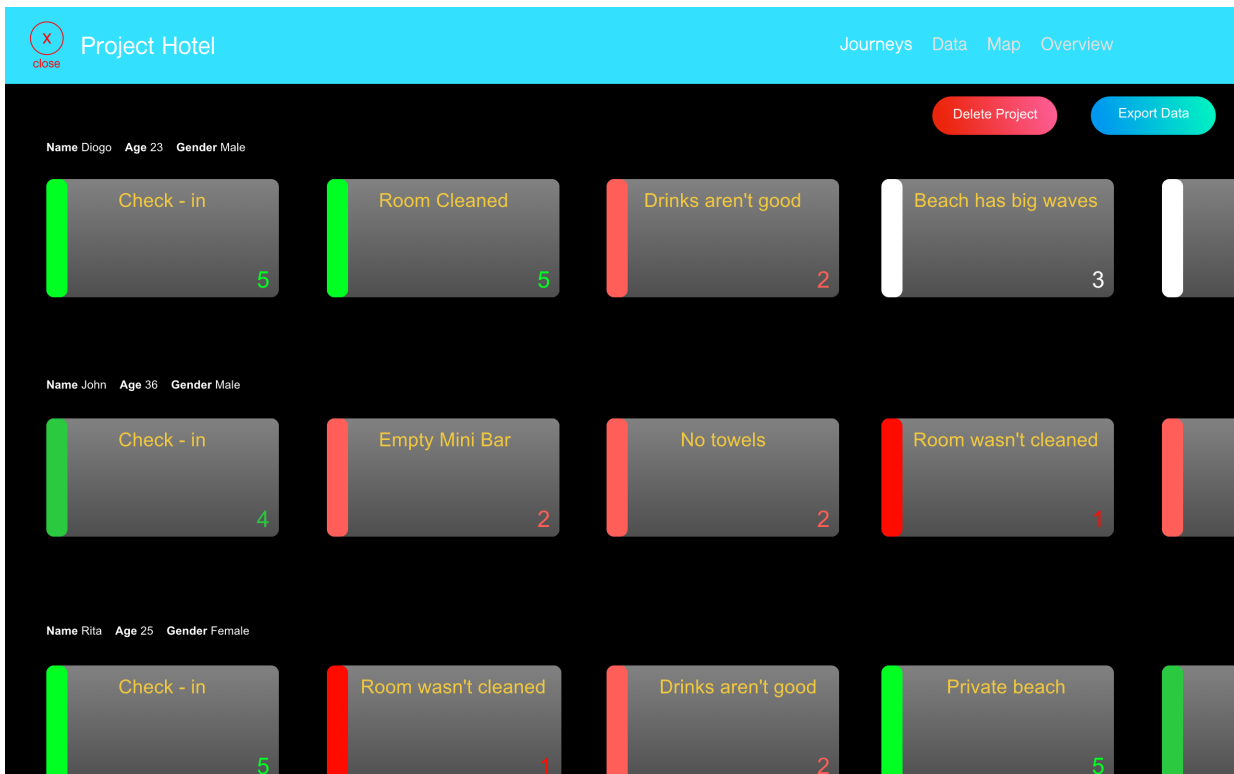 X
close
Project Hotel
Journeys Data Map Overview
Delete Project Export Data
Name Diogo Age 23 Gender Male
Check - in Room Cleaned Drinks aren't good Beach has big waves
5 5 2 3
Name John Age 36 Gender Male
Check - in Empty Mini Bar No towels Room wasn't cleaned
4 2 2 1
Name Rita Age 25 Gender Female
Check - in Room wasn't cleaned Drinks aren't good Private beach
5 1 2 5